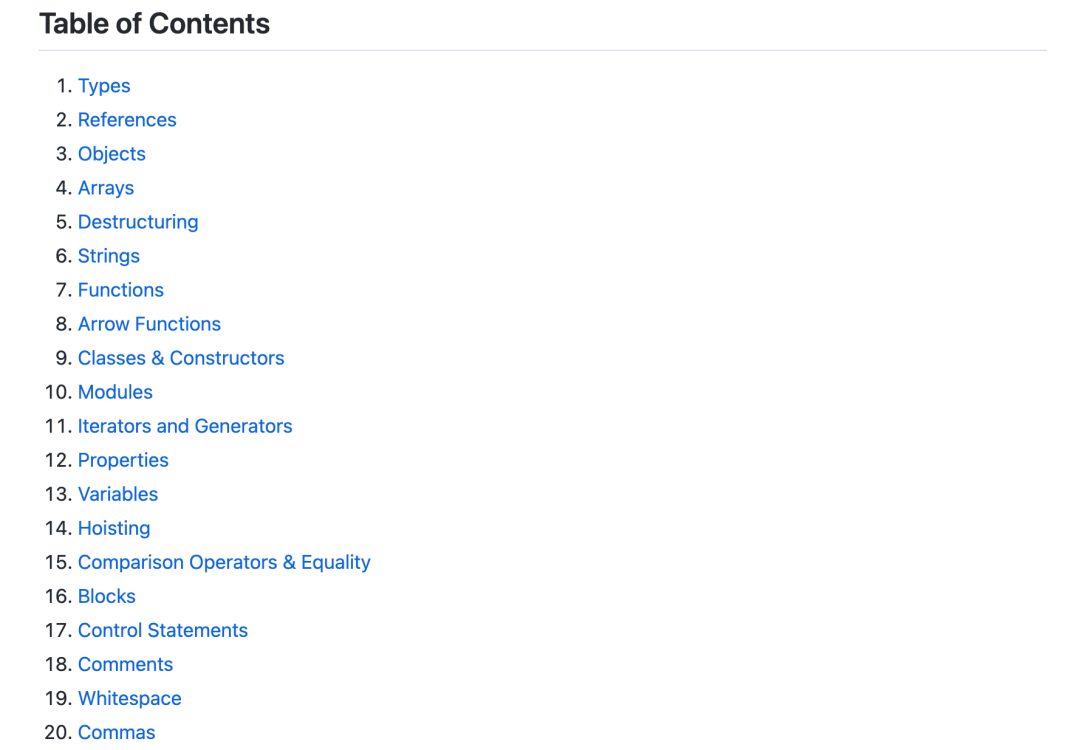 Table of Contents
1. Types
2. References
3. Objects
4. Arrays
5. Destructuring
6. Strings
7. Functions
8. Arrow Functions
9. Classes & Constructors
10. Modules
11. Iterators and Generators
12. Properties
13. Variables
14. Hoisting
15. Comparison Operators & Equality
16. Blocks
17. Control Statements
18. Comments
19. Whitespace
20. Commas